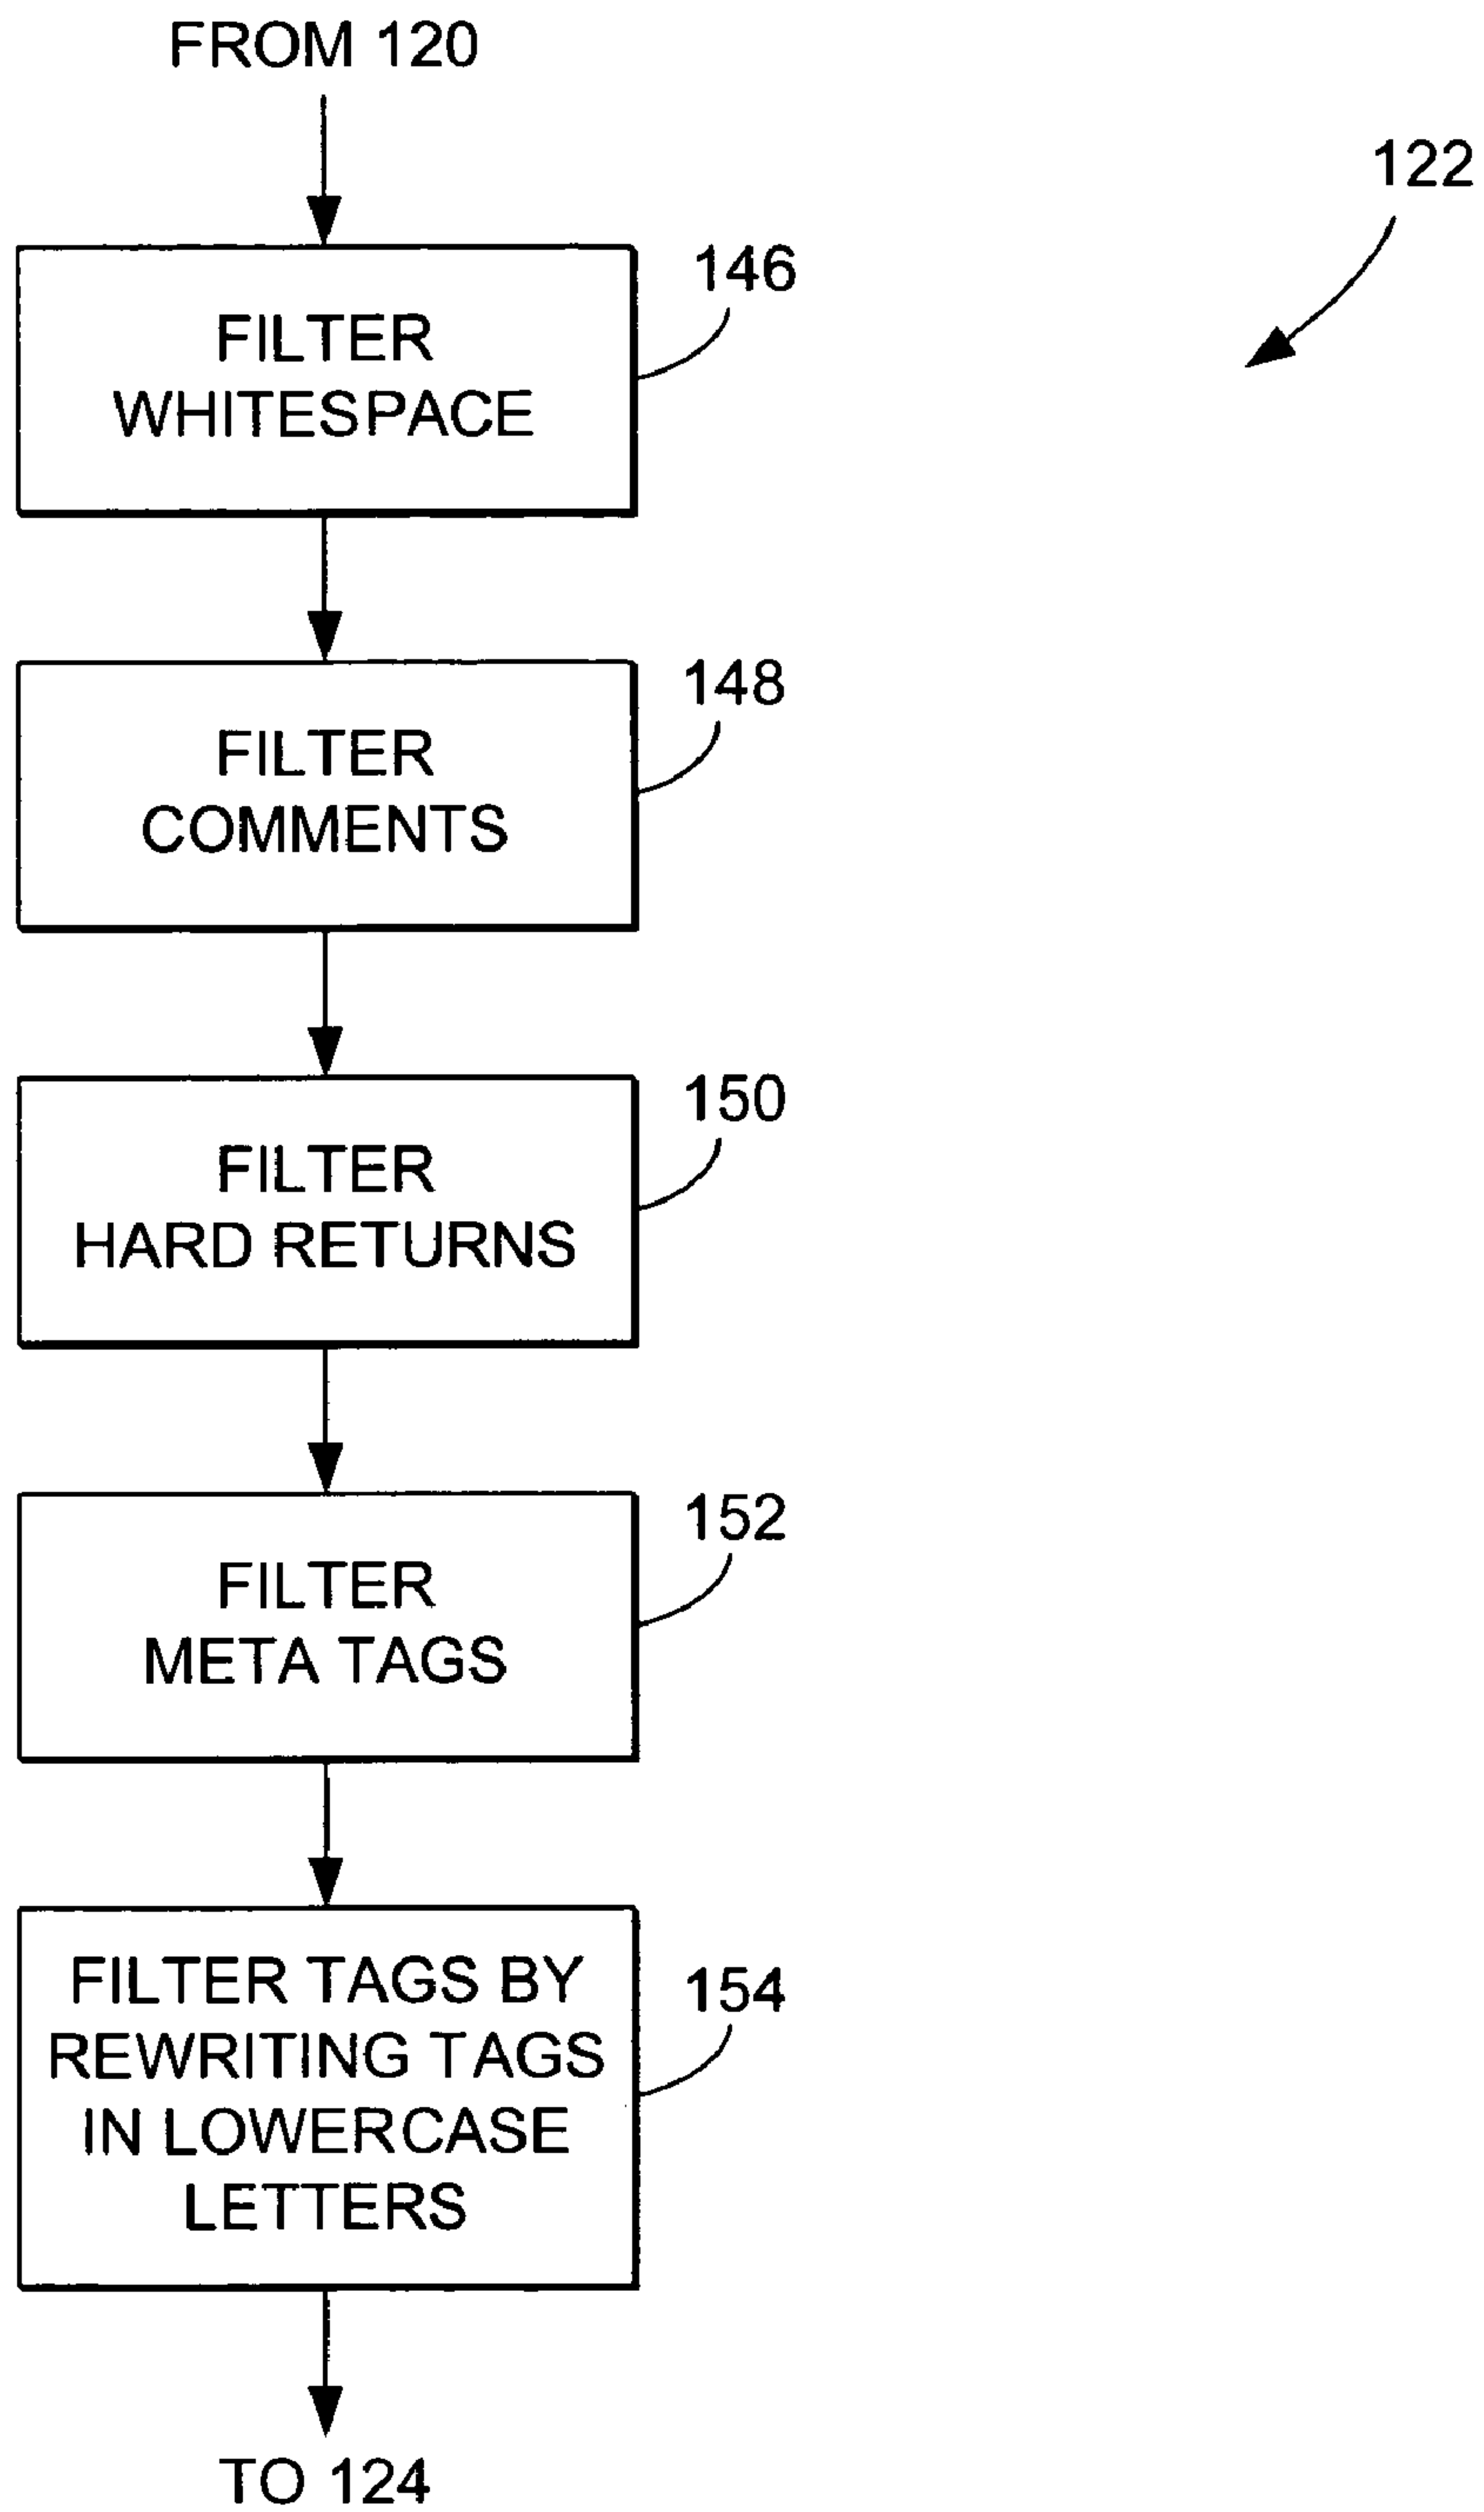 FROM 120
122
146
FILTER
WHITESPACE
148
FILTER
COMMENTS
150
FILTER
HARD RETURNS
152
FILTER
META TAGS
154
FILTER TAGS BY
REWRITING TAGS
IN LOWERCASE
LETTERS
TO 124